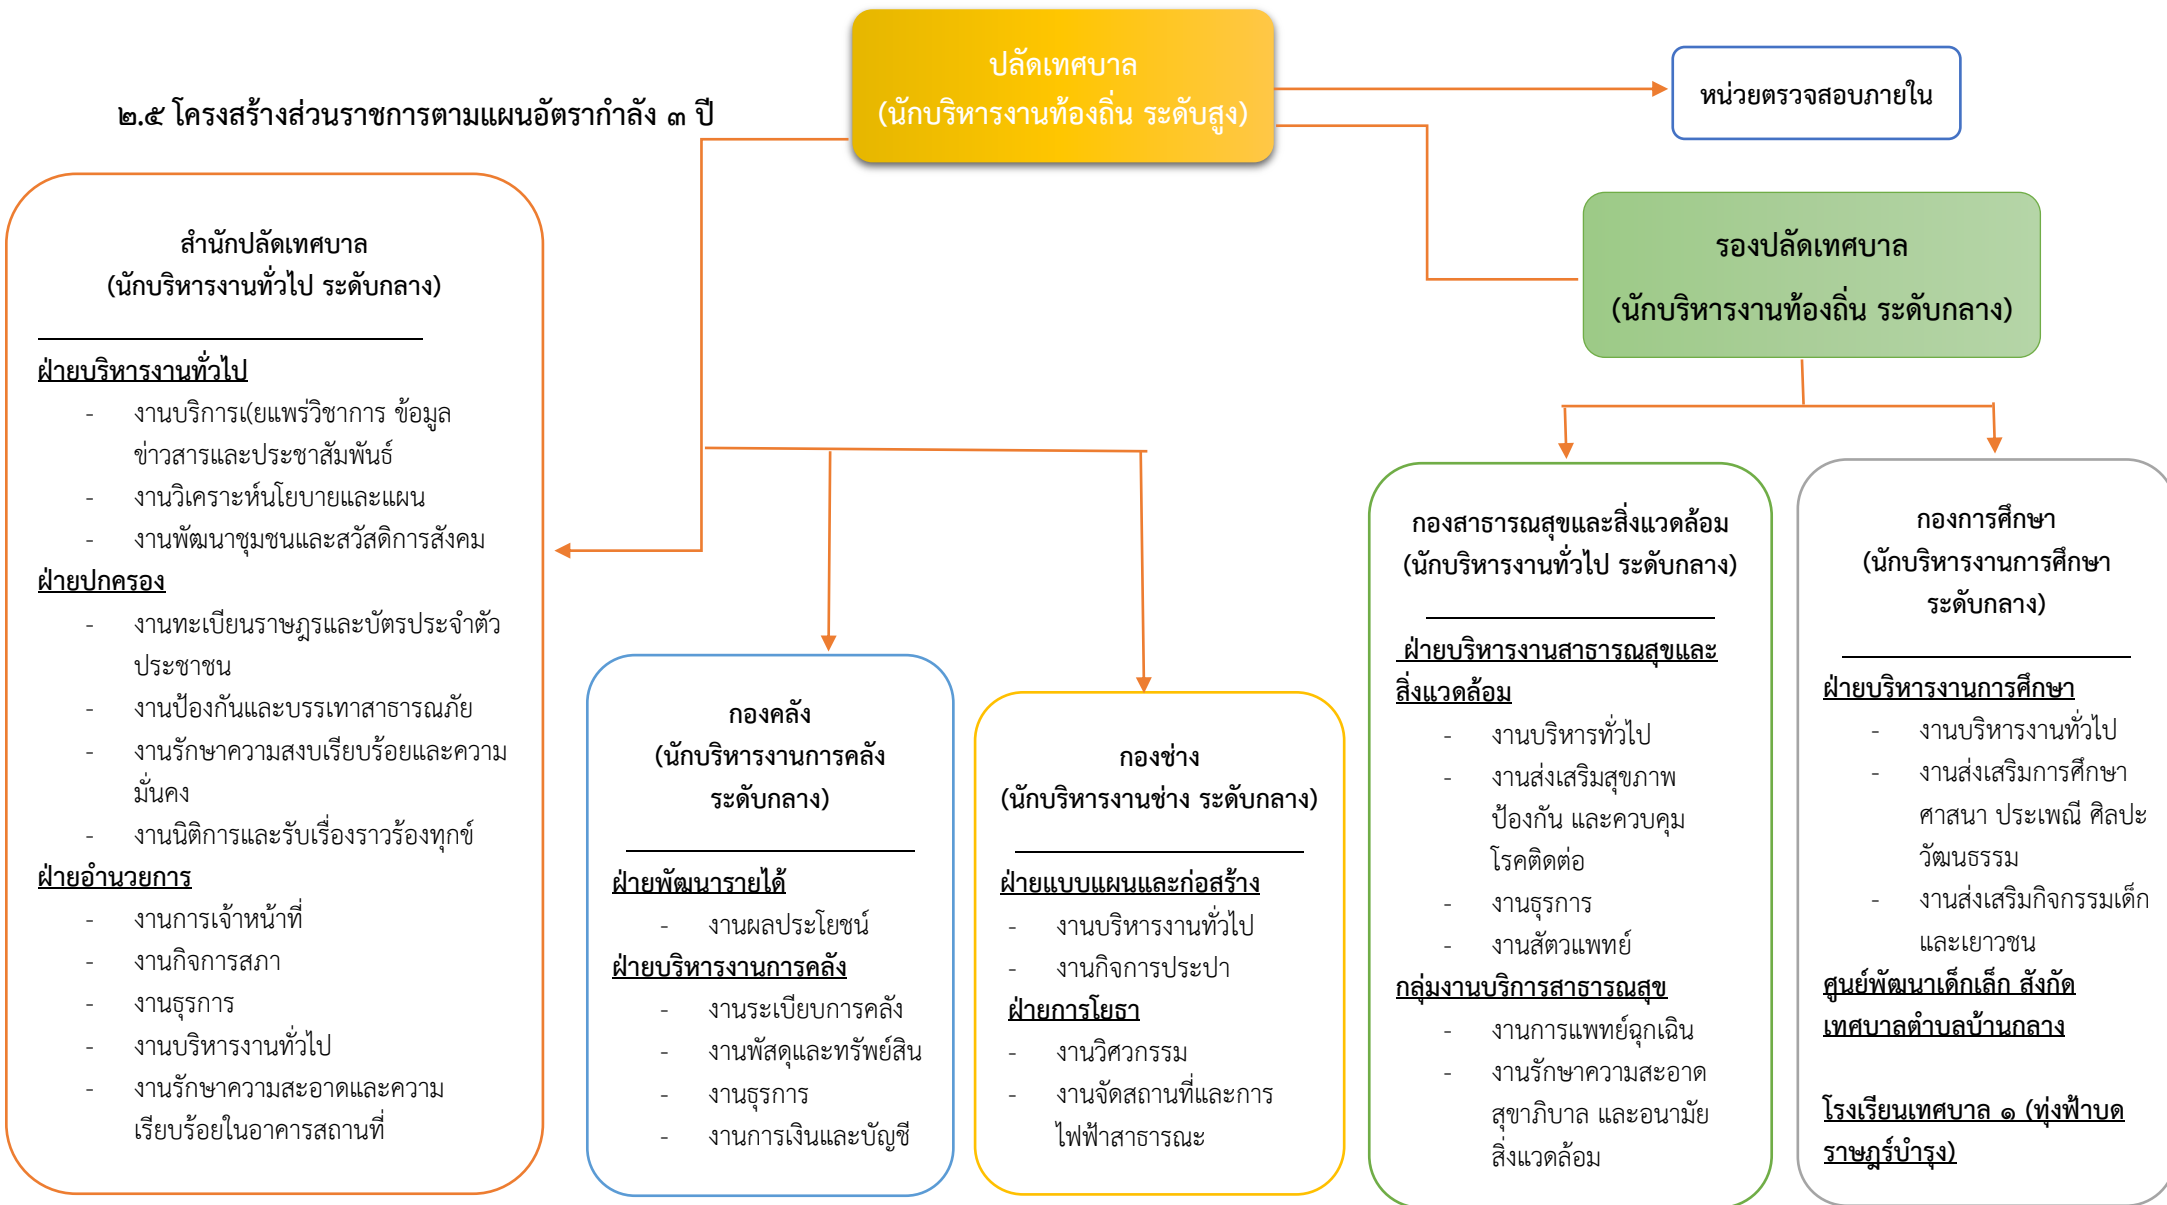 ปลัดเทศบาล
(นักบริหารงานท้องถิ่น ระดับสูง)
หน่วยตรวจสอบภายใน
๒.๕ โครงสร้างส่วนราชการตามแผนอัตรากำลัง ๓ ปี
รองปลัดเทศบาล
(นักบริหารงานท้องถิ่น ระดับกลาง)
สำนักปลัดเทศบาล
(นักบริหารงานทั่วไป ระดับกลาง)
ฝ่ายบริหารงานทั่วไป
- งานบริการเ(ยแพร่วิชาการ ข้อมูล
ข่าวสารและประชาสัมพันธ์
- งานวิเคราะห์นโยบายและแผน
- งานพัฒนาชุมชนและสวัสดิการสังคม
ฝ่ายปกครอง
- งานทะเบียนราษฎรและบัตรประจำตัว
ประชาชน
- งานป้องกันและบรรเทาสาธารณภัย
- งานรักษาความสงบเรียบร้อยและความ
มั่นคง
- งานนิติการและรับเรื่องราวร้องทุกข์
ฝ่ายอำนวยการ
- งานการเจ้าหน้าที่
- งานกิจการสภา
- งานธุรการ
- งานบริหารงานทั่วไป
- งานรักษาความสะอาดและความ
เรียบร้อยในอาคารสถานที่
กองคลัง
(นักบริหารงานการคลัง
ระดับกลาง)
ฝ่ายพัฒนารายได้
- งานผลประโยชน์
ฝ่ายบริหารงานการคลัง
- งานระเบียบการคลัง
- งานพัสดุและทรัพย์สิน
- งานธุรการ
- งานการเงินและบัญชี
กองช่าง
(นักบริหารงานช่าง ระดับกลาง)
ฝ่ายแบบแผนและก่อสร้าง
- งานบริหารงานทั่วไป
- งานกิจการประปา
ฝ่ายการโยธา
- งานวิศวกรรม
- งานจัดสถานที่และการ
ไฟฟ้าสาธารณะ
กองสาธารณสุขและสิ่งแวดล้อม
(นักบริหารงานทั่วไป ระดับกลาง)
ฝ่ายบริหารงานสาธารณสุขและ
สิ่งแวดล้อม
- งานบริหารทั่วไป
- งานส่งเสริมสุขภาพ
ป้องกัน และควบคุม
โรคติดต่อ
- งานธุรการ
- งานสัตวแพทย์
กลุ่มงานบริการสาธารณสุข
- งานการแพทย์ฉุกเฉิน
- งานรักษาความสะอาด
สุขาภิบาล และอนามัย
สิ่งแวดล้อม
กองการศึกษา
(นักบริหารงานการศึกษา
ระดับกลาง)
ฝ่ายบริหารงานการศึกษา
- งานบริหารงานทั่วไป
- งานส่งเสริมการศึกษา
ศาสนา ประเพณี ศิลปะ
วัฒนธรรม
- งานส่งเสริมกิจกรรมเด็ก
และเยาวชน
ศูนย์พัฒนาเด็กเล็ก สังกัด
เทศบาลตำบลบ้านกลาง
โรงเรียนเทศบาล ๑ (ทุ่งฟ้าบด
ราษฎร์บำรุง)